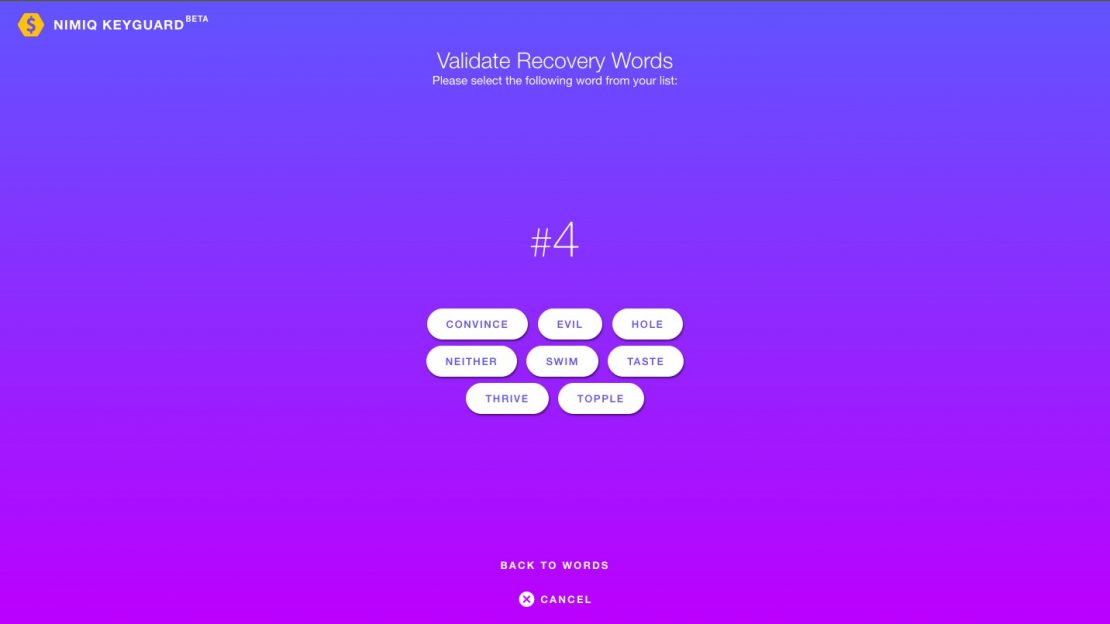 NIMIQ KEYGUARD BETA
Validate Recovery Words
Please select the following word from your list:
#4
CONVINCE EVIL HOLE
NEITHER SWIM TASTE
THRIVE TOPPLE
BACK TO WORDS
CANCEL